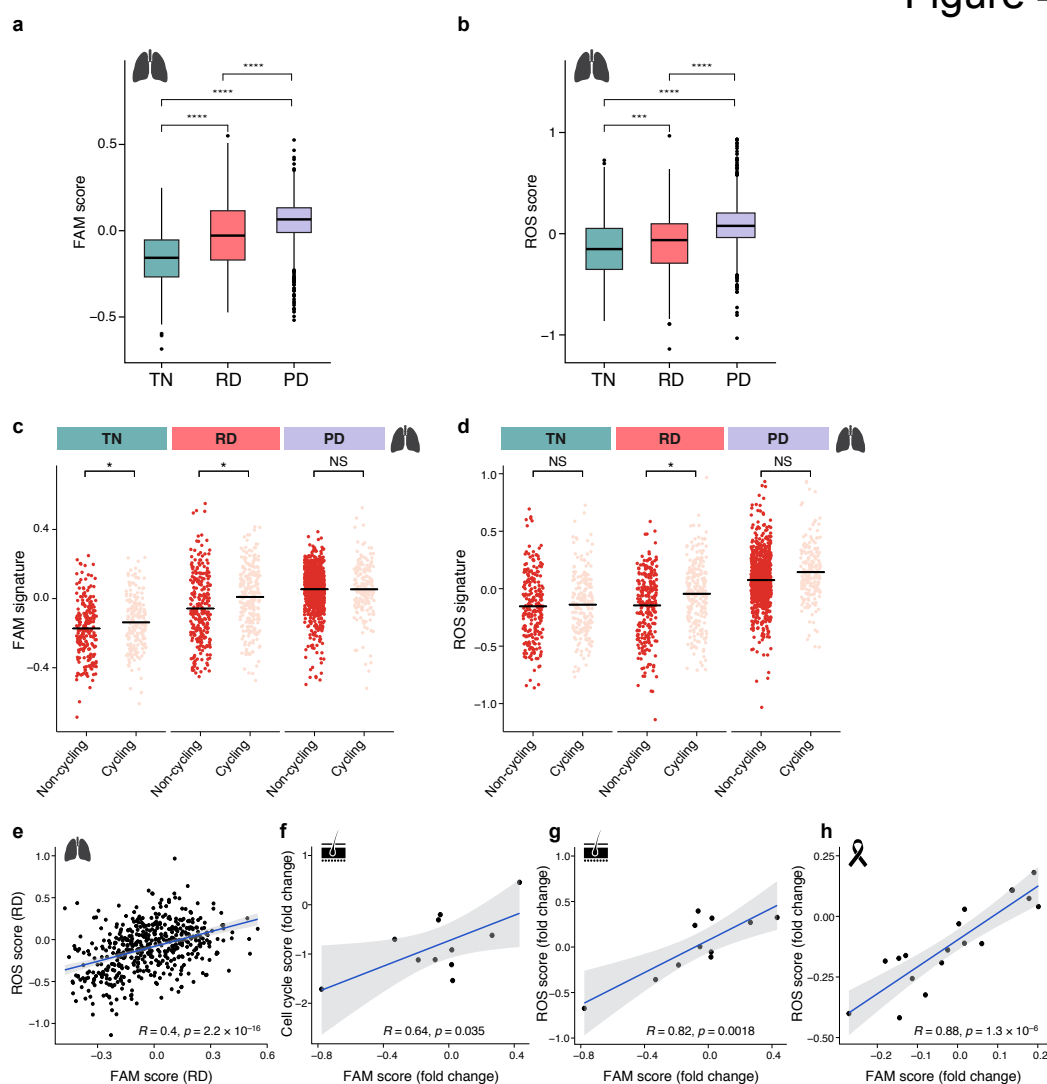 Figure
a
b
****
****
****
FAM score
0.5
0.0
−0.5
TN RD PD
****
****
***
ROS score
1
0
−1
TN RD PD
c
TN RD PD
* * NS
FAM signature
0.4
0.0
−0.4
Non-cycling Cycling Non-cycling Cycling Non-cycling Cycling
d
TN RD PD
NS * NS
ROS signature
1.0
0.5
0.0
−0.5
−1.0
Non-cycling Cycling Non-cycling Cycling Non-cycling Cycling
e
ROS score (RD)
1.0
0.5
0.0
−0.5
−1.0
R = 0.4, p = 2.2 × 10⁻¹⁶
−0.3 0.0 0.3 0.6
FAM score (RD)
f
Cell cycle score (fold change)
1
0
−1
−2
R = 0.64, p = 0.035
−0.8 −0.4 0.0 0.4
FAM score (fold change)
g
ROS score (fold change)
1.0
0.5
0.0
−0.5
−1.0
R = 0.82, p = 0.0018
−0.8 −0.4 0.0 0.4
FAM score (fold change)
h
ROS score (fold change)
0.25
0.00
−0.25
−0.50
R = 0.88, p = 1.3 × 10⁻⁶
−0.2 −0.1 0.0 0.1 0.2
FAM score (fold change)